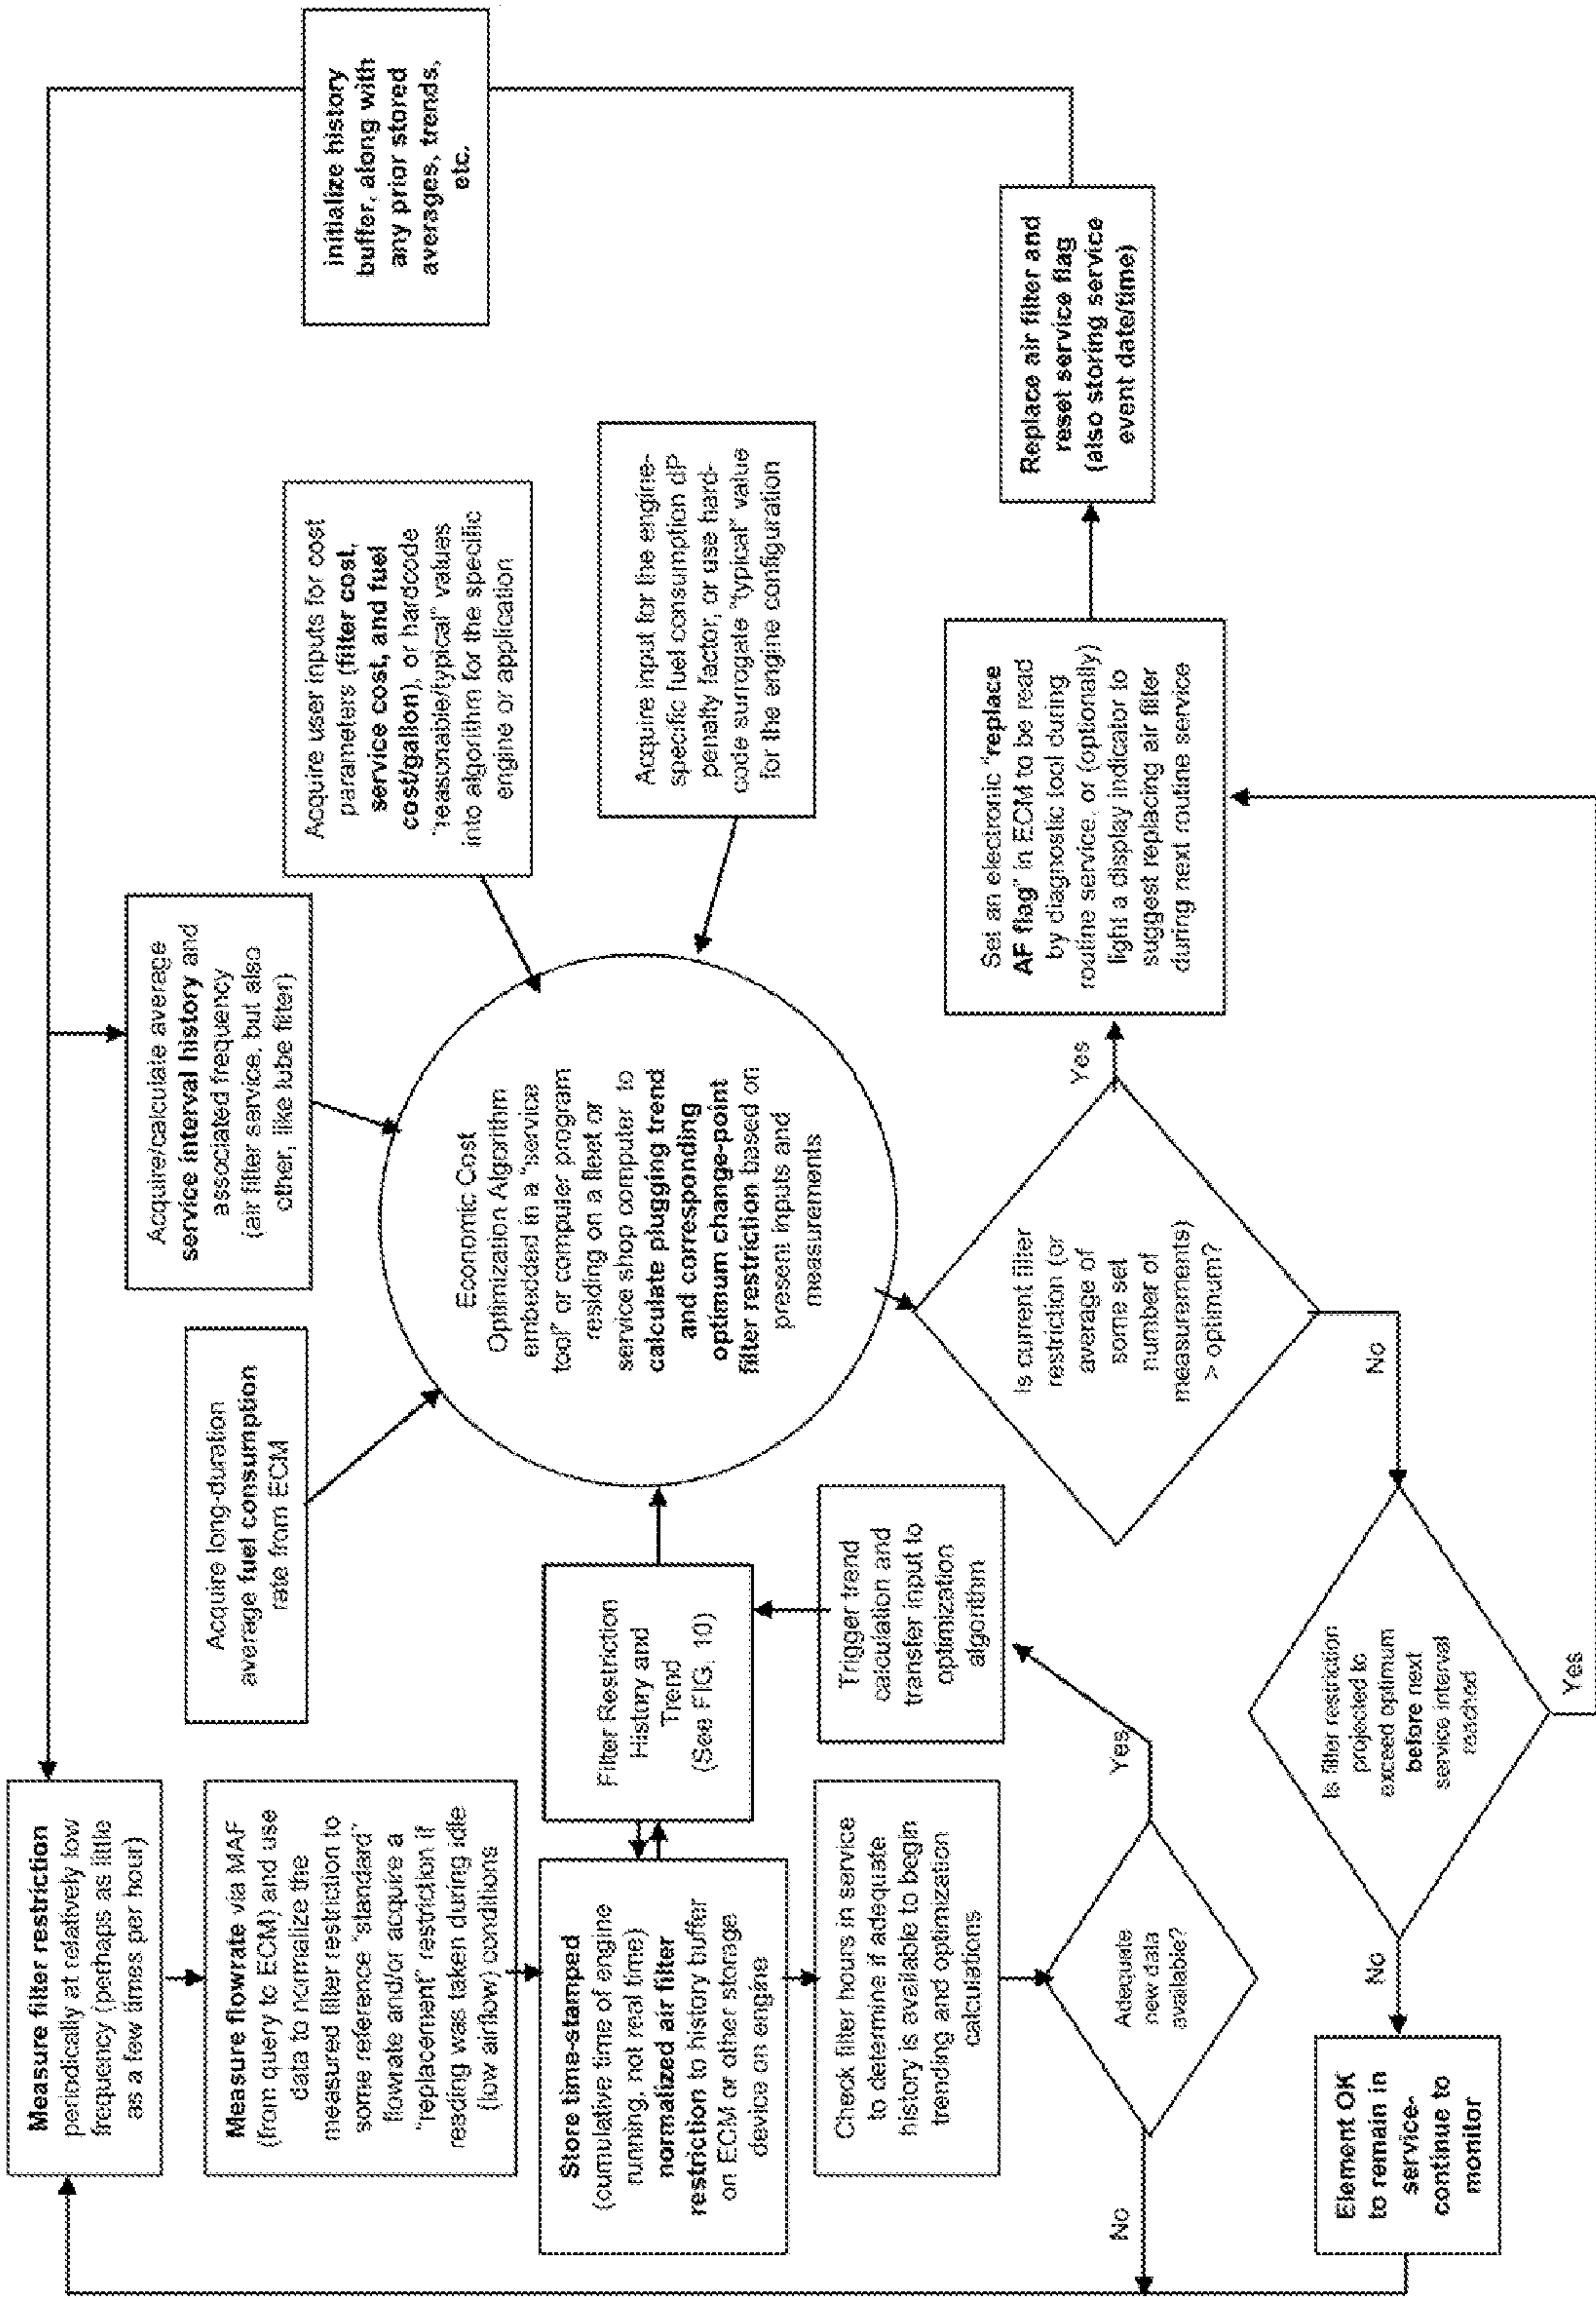 Measure filter restriction
periodically at relatively low
frequency (perhaps as little
as a few times per hour)
Measure flowrate via MAF
(from query to ECM) and use
data to normalize the
measured filter restriction to
some reference "standard"
flowrate and/or acquire a
"replacement" restriction if
reading was taken during idle
(low airflow) conditions
Store time-stamped
(cumulative time of engine
running, not real time)
normalized air filter
restriction to history buffer
on ECM or other storage
device on engine
Check filter hours in service
to determine if adequate
history is available to begin
trending and optimization
calculations
Adequate
new data
available?
No
Yes
Trigger trend
calculation and
transfer input to
optimization
algorithm
Filter Restriction
History and
Trend
(See FIG. 10)
Acquire long-duration
average fuel consumption
rate from ECM
Acquire/calculate average
service interval history and
associated frequency
(air filter service, but also
other, like lube filter)
Acquire user inputs for cost
parameters (filter cost,
service cost, and fuel
cost/gallon), or hardcode
"reasonable/typical" values
into algorithm for the specific
engine or application
Acquire input for the engine-
specific fuel consumption dP
penalty factor, or use hard-
code surrogate "typical" value
for the engine configuration
Economic Cost
Optimization Algorithm
embedded in a "service
tool" or computer program
residing on a fleet or
service shop computer to
calculate plugging trend
and corresponding
optimum change-point
filter restriction based on
present inputs and
measurements
Is current filter
restriction (or
average of
some set
number of
measurements)
> optimum?
Yes
No
Set an electronic "replace
AF flag" in ECM to be read
by diagnostic tool during
routine service, or (optionally)
light a display indicator to
suggest replacing air filter
during next routine service
Replace air filter and
reset service flag
(also storing service
event date/time)
initialize history
buffer, along with
any prior stored
averages, trends,
etc.
Is filter restriction
projected to
exceed optimum
before next
service interval
reached
Yes
No
Element OK
to remain in
service-
continue to
monitor